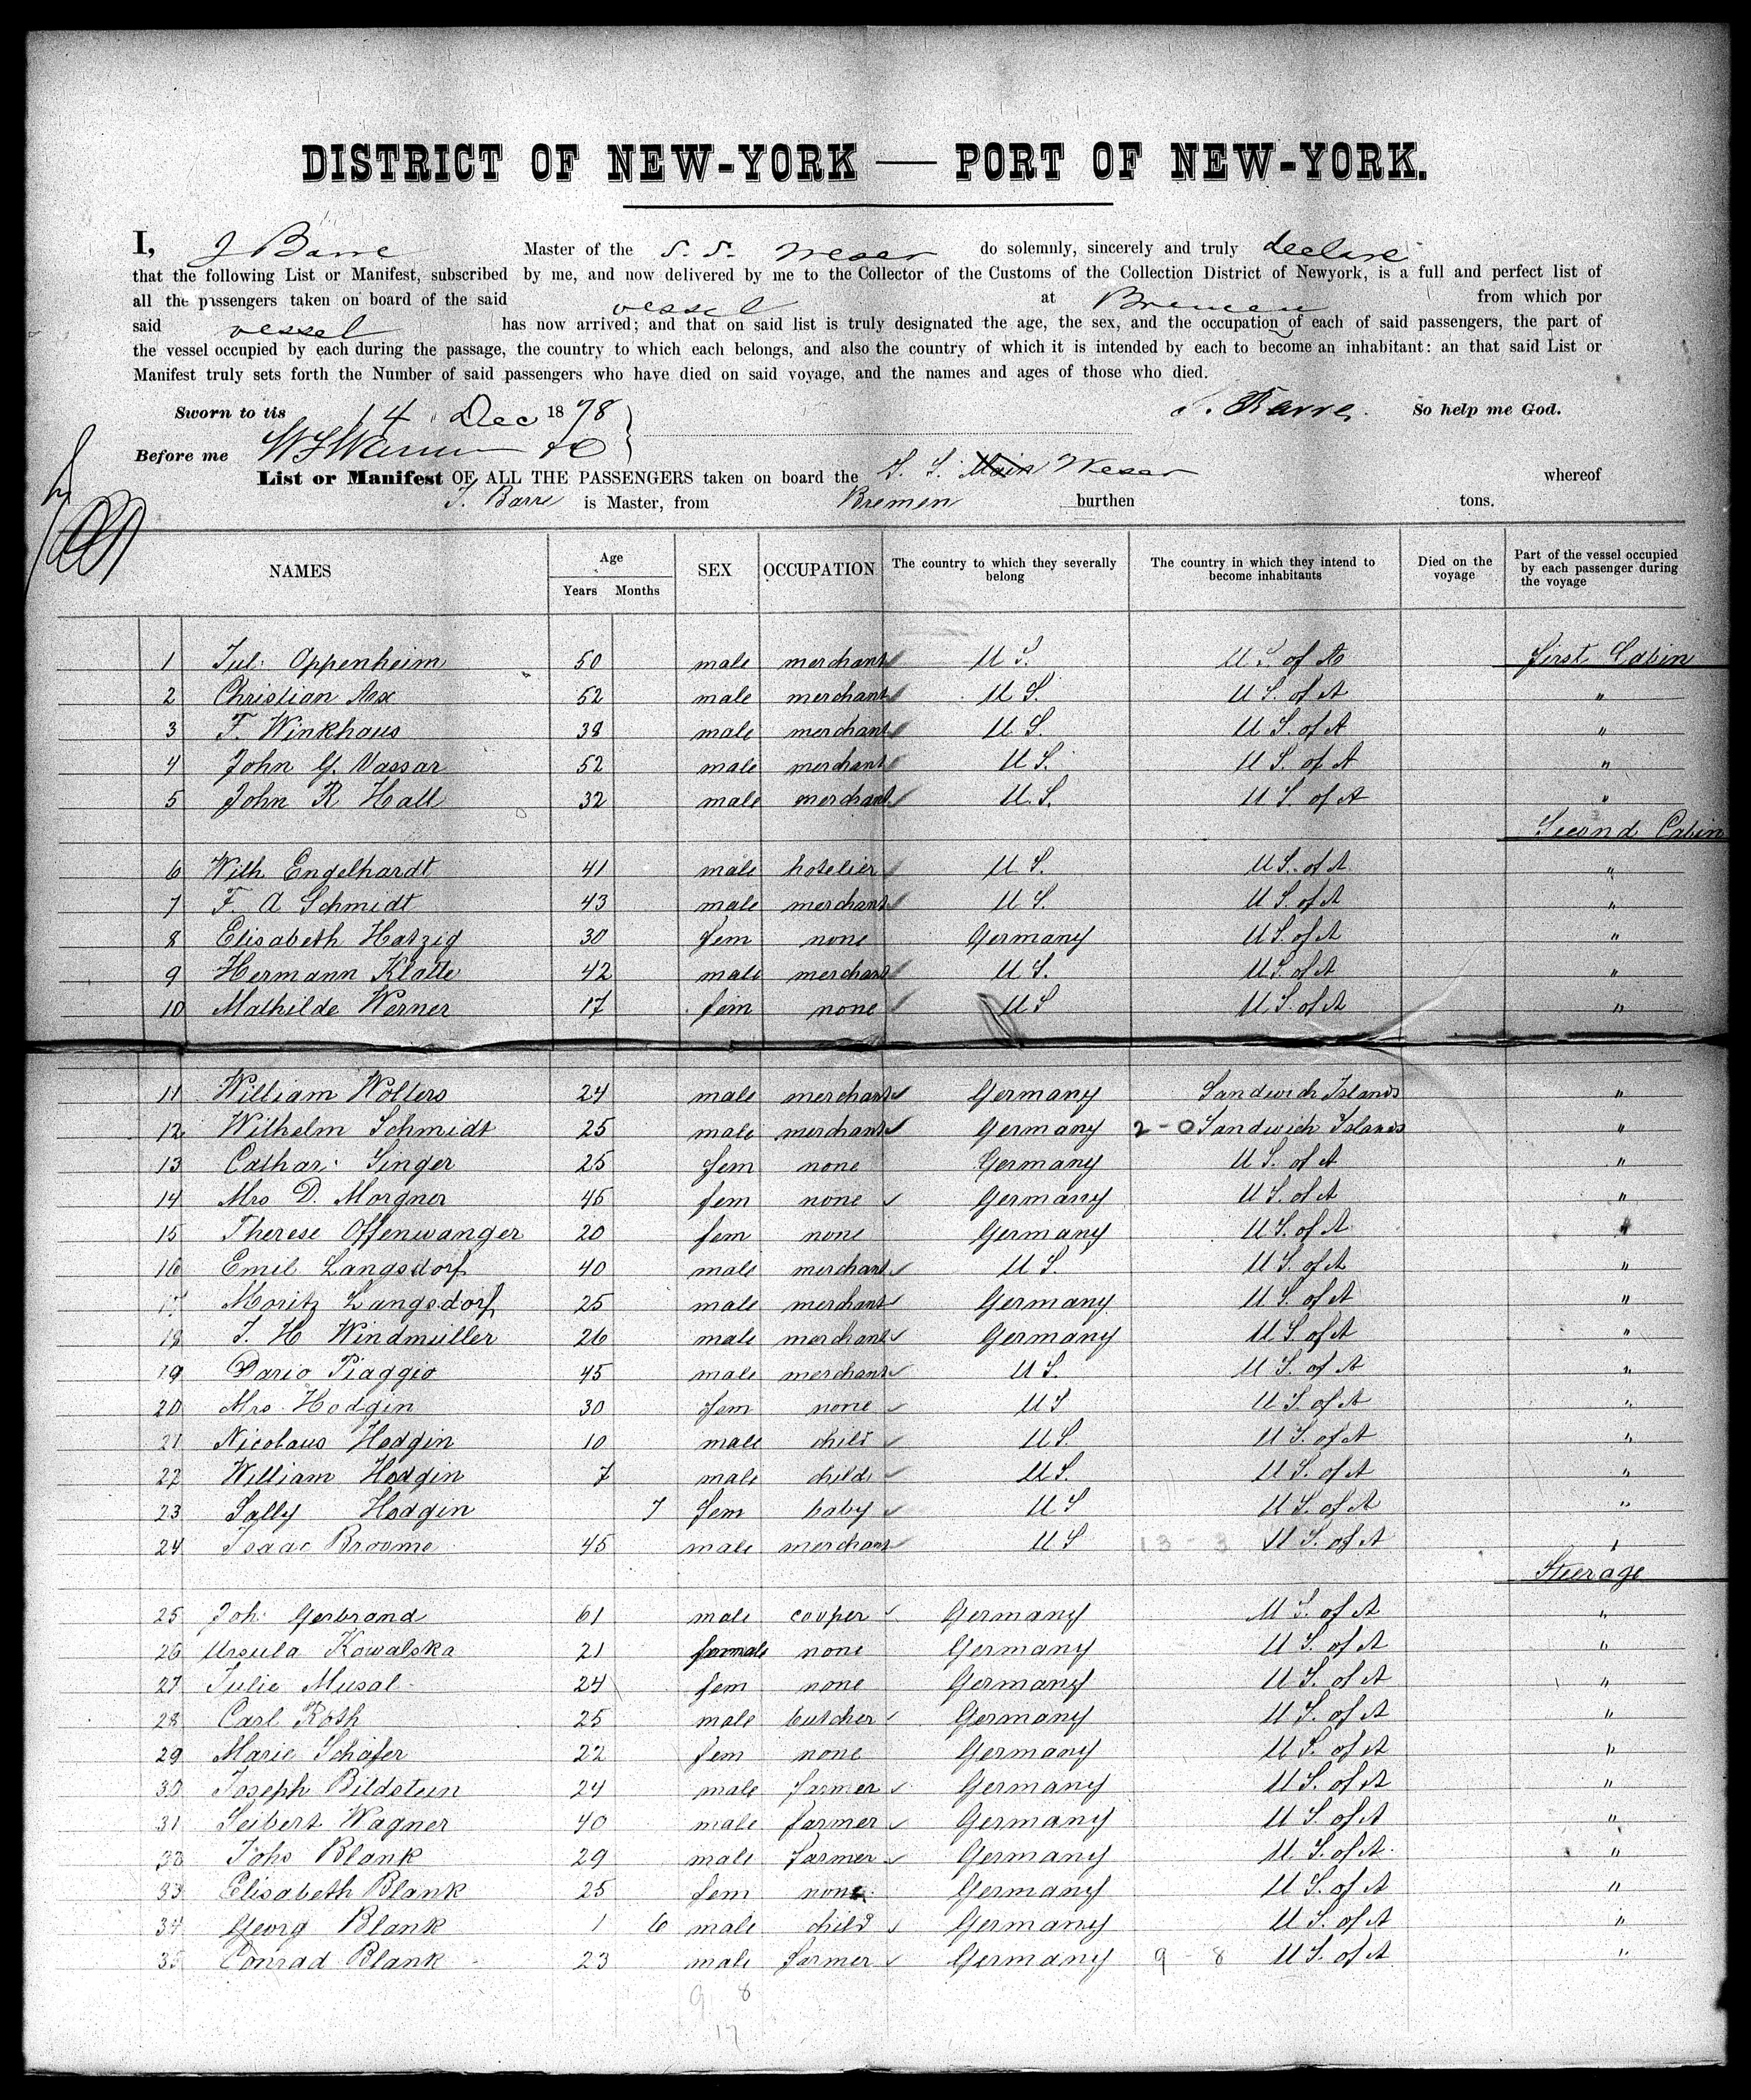 DISTRICT OF NEW-YORK — PORT OF NEW-YORK.
I, J Barre Master of the S. S. Weser do solemnly, sincerely and truly declare
that the following List or Manifest, subscribed by me, and now delivered by me to the Collector of the Customs of the Collection District of Newyork, is a full and perfect list of
all the passengers taken on board of the said vessel at Bremen from which por
said vessel has now arrived; and that on said list is truly designated the age, the sex, and the occupation of each of said passengers, the part of
the vessel occupied by each during the passage, the country to which each belongs, and also the country of which it is intended by each to become an inhabitant: an that said List or
Manifest truly sets forth the Number of said passengers who have died on said voyage, and the names and ages of those who died.
Sworn to tis 14 Dec 1878 J. Barre. So help me God.
Before me
List or Manifest OF ALL THE PASSENGERS taken on board the S. S. Main Weser whereof
J. Barre is Master, from Bremen burthen tons.
NAMES Age Years Months SEX OCCUPATION The country to which they severally belong The country in which they intend to become inhabitants Died on the voyage Part of the vessel occupied by each passenger during the voyage
1 Jul. Oppenheim 50 male merchant U S. U S. of A First Cabin
2 Christian Asx 52 male merchant U S. U S. of A "
3 F. Winkhaus 38 male merchant U S. U S. of A "
4 John G. Vassar 52 male merchant U S. U S. of A "
5 John R Hall 32 male merchant U. S. U S. of A "
Second Cabin
6 Wilh Engelhardt 41 male hotelier U S. U S. of A "
7 F. A Schmidt 43 male merchant U S. U S. of A "
8 Elisabeth Hatzig 30 fem none Germany U S. of A "
9 Hermann Klatte 42 male merchant U S. U S. of A "
10 Mathilde Werner 17 fem none U S U S. of A "
11 William Wolters 24 male merchant Germany Sandwich Islands "
12 Wilhelm Schmidt 25 male merchant Germany 2-0 Sandwich Islands "
13 Cathar. Singer 25 fem none Germany U S. of A "
14 Mrs D. Morgner 45 fem none Germany U S. of A "
15 Therese Offenwanger 20 fem none Germany U S. of A "
16 Emil Langsdorf 40 male merchant U S. U S. of A "
17 Moritz Langsdorf 25 male merchant Germany U S. of A "
18 J. H Windmüller 26 male merchant Germany U S. of A "
19 Dario Piaggio 45 male merchant U S. U S. of A "
20 Mrs. Hodgin 30 fem none U S U S. of A "
21 Nicolaus Hodgin 10 male child U S. U S. of A "
22 William Hodgin 7 male child U S. U S. of A "
23 Sally Hodgin 7 fem baby U S U S. of A "
24 Isaac Broome 45 male merchant U S 13 - 3 U S. of A "
Steerage
25 Joh. Gerbrand 61 male cooper Germany U S. of A "
26 Ursula Kowalska 21 female none Germany U S. of A "
27 Julie Musal 24 fem none Germany U S. of A "
28 Carl Roth 25 male butcher Germany U S. of A "
29 Marie Schäfer 22 fem none Germany U S. of A "
30 Joseph Bildstein 24 male farmer Germany U S. of A "
31 Seibert Wagner 40 male farmer Germany U S. of A "
32 Johs Blank 29 male farmer Germany U S. of A "
33 Elisabeth Blank 25 fem none Germany U S. of A "
34 Georg Blank 1 6 male child Germany U S. of A "
35 Conrad Blank 23 male farmer Germany 9 - 8 U S. of A "
9 8
17